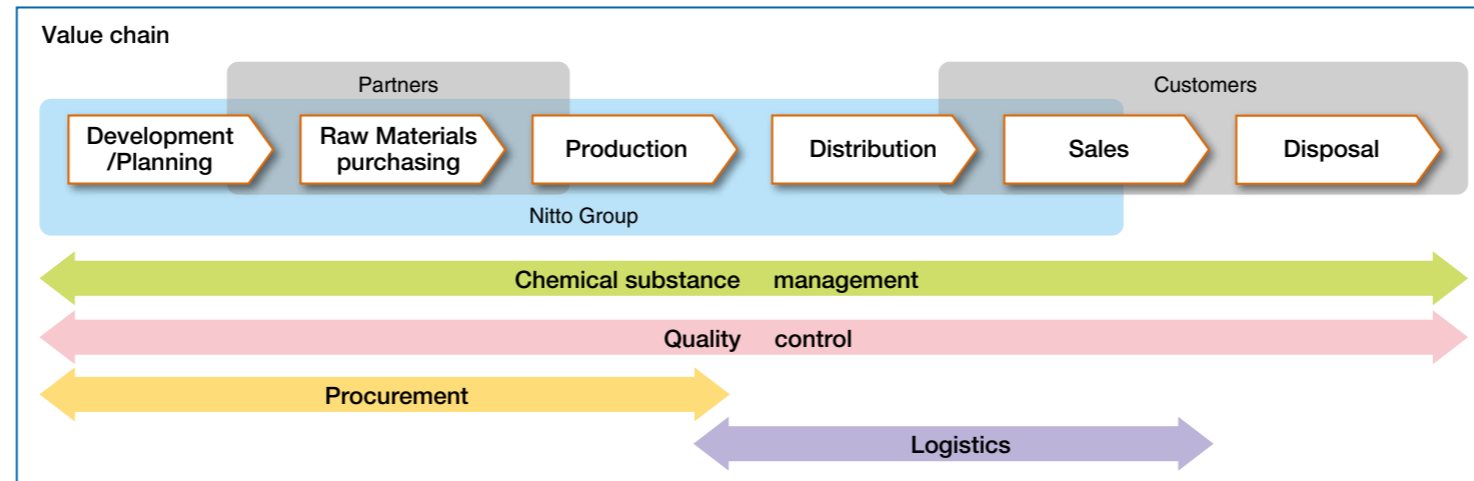 Value chain
Partners
Customers
Development
/Planning
Raw Materials
purchasing
Production
Distribution
Sales
Disposal
Nitto Group
Chemical substance management
Quality control
Procurement
Logistics